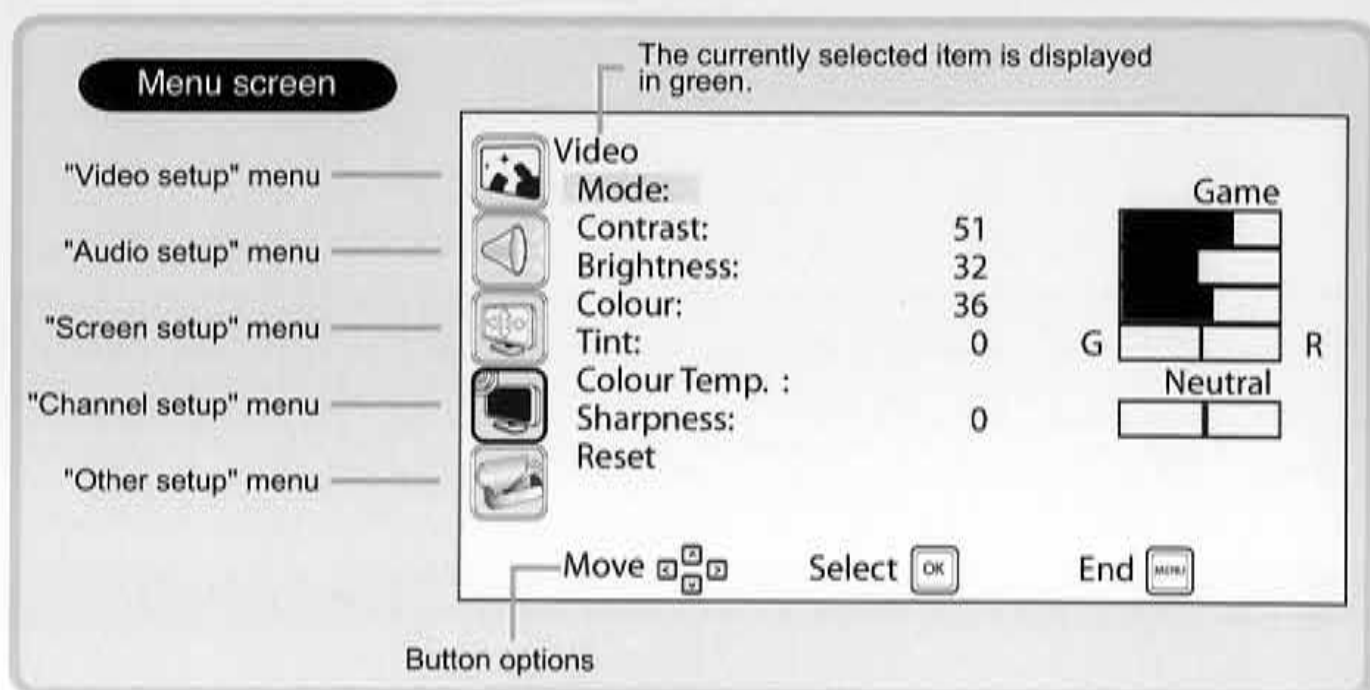 Menu screen
The currently selected item is displayed
in green.
"Video setup" menu
"Audio setup" menu
"Screen setup" menu
"Channel setup" menu
"Other setup" menu
Video
Mode: Game
Contrast: 51
Brightness: 32
Colour: 36
Tint: 0 G R
Colour Temp. : Neutral
Sharpness: 0
Reset
Move Select OK End MENU
Button options